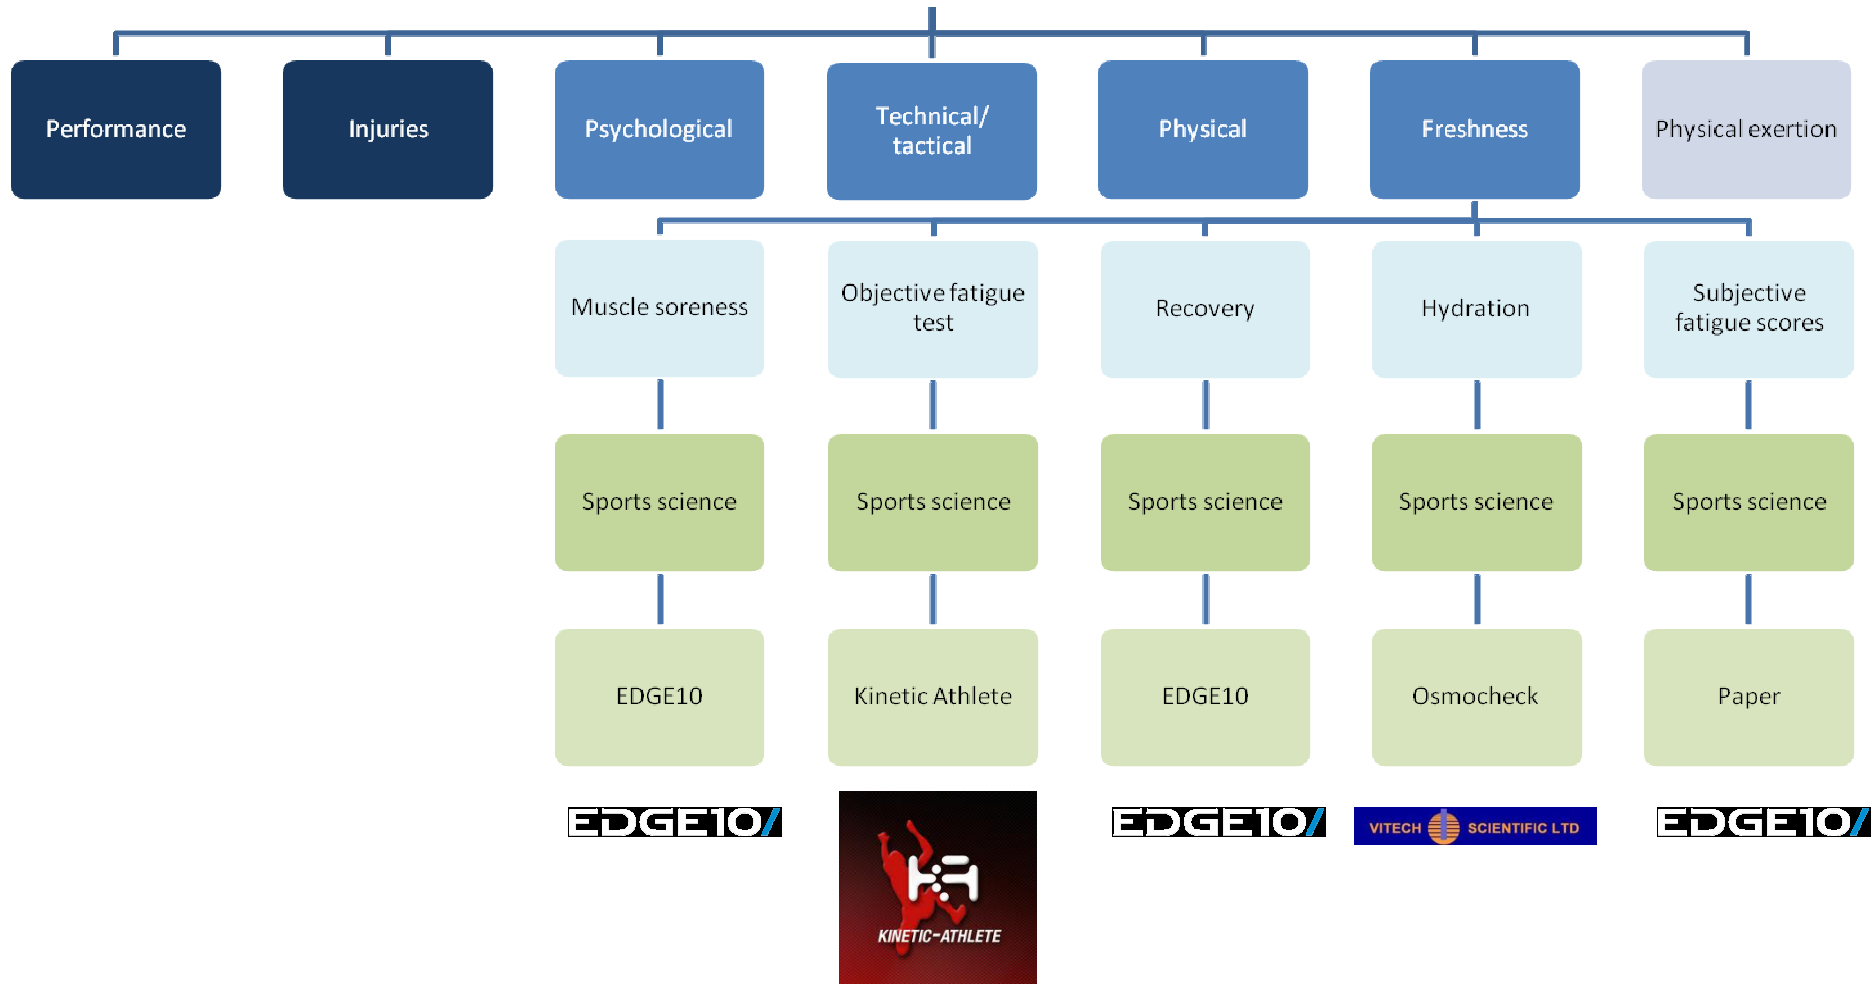 Performance
Injuries
Psychological
Technical/
tactical
Physical
Freshness
Physical exertion
Muscle soreness
Objective fatigue
test
Recovery
Hydration
Subjective
fatigue scores
Sports science
Sports science
Sports science
Sports science
Sports science
EDGE10
Kinetic Athlete
EDGE10
Osmocheck
Paper
EDGE10/
KINETIC-ATHLETE
EDGE10/
VITECH SCIENTIFIC LTD
EDGE10/